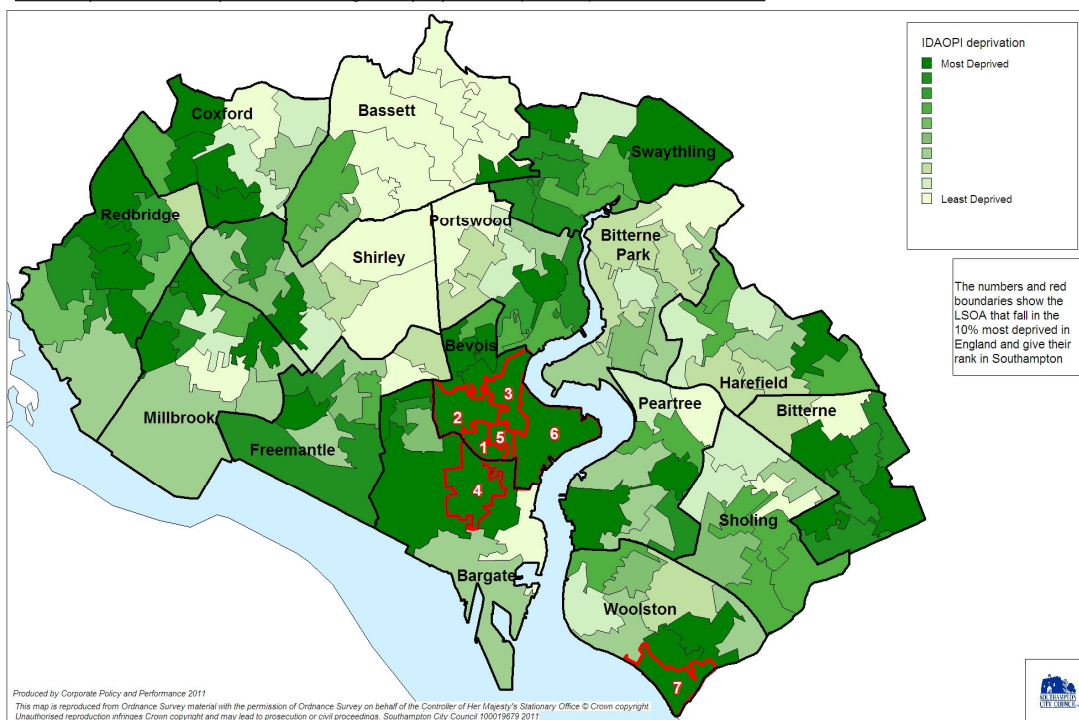 IDAOPI deprivation
Most Deprived
Least Deprived
The numbers and red
boundaries show the
LSOA that fall in the
10% most deprived in
England and give their
rank in Southampton
Coxford
Bassett
Swaythling
Redbridge
Portswood
Bitterne
Park
Shirley
Bevois
Harefield
3
Peartree
Bitterne
Millbrook
2
6
5
Freemantle
1
4
Sholing
Bargate
Woolston
7
Produced by Corporate Policy and Performance 2011
This map is reproduced from Ordnance Survey material with the permission of Ordnance Survey on behalf of the Controller of Her Majesty's Stationary Office © Crown copyright
Unauthorised reproduction infringes Crown copyright and may lead to prosecution or civil proceedings. Southampton City Council 100019679 2011
SOUTHAMPTON
CITY COUNCIL